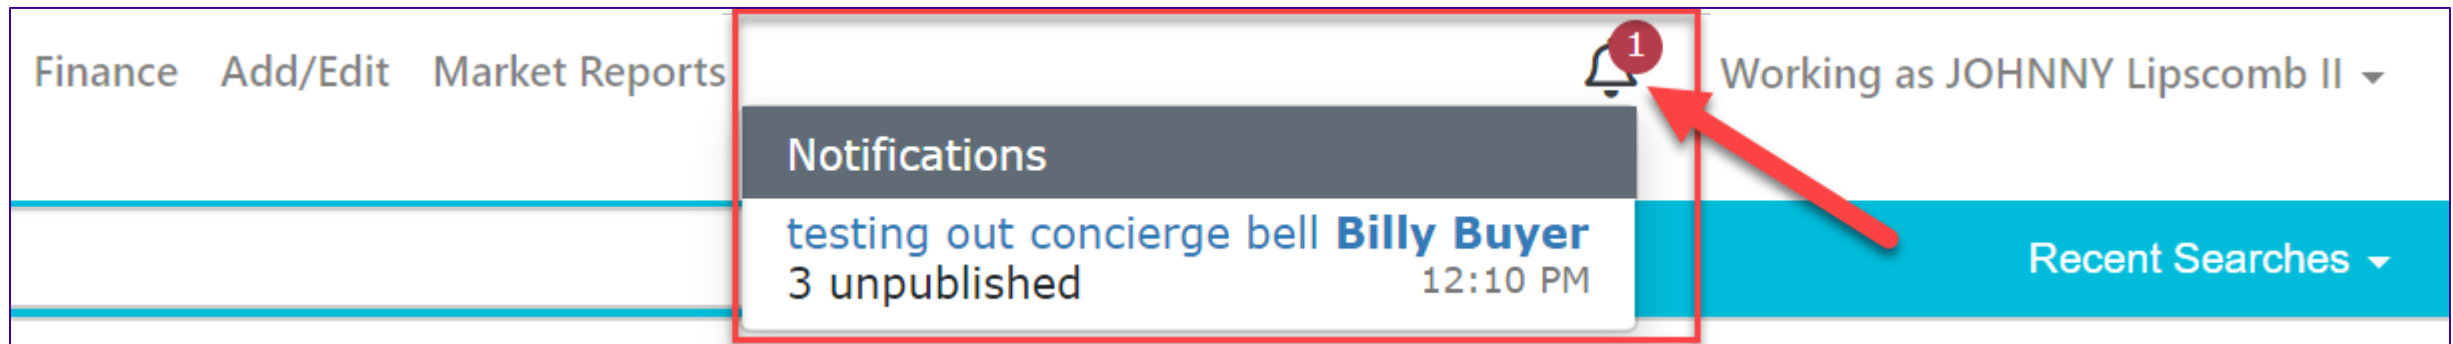 Finance Add/Edit Market Reports 1 Working as JOHNNY Lipscomb II
Notifications
testing out concierge bell Billy Buyer
3 unpublished 12:10 PM
Recent Searches